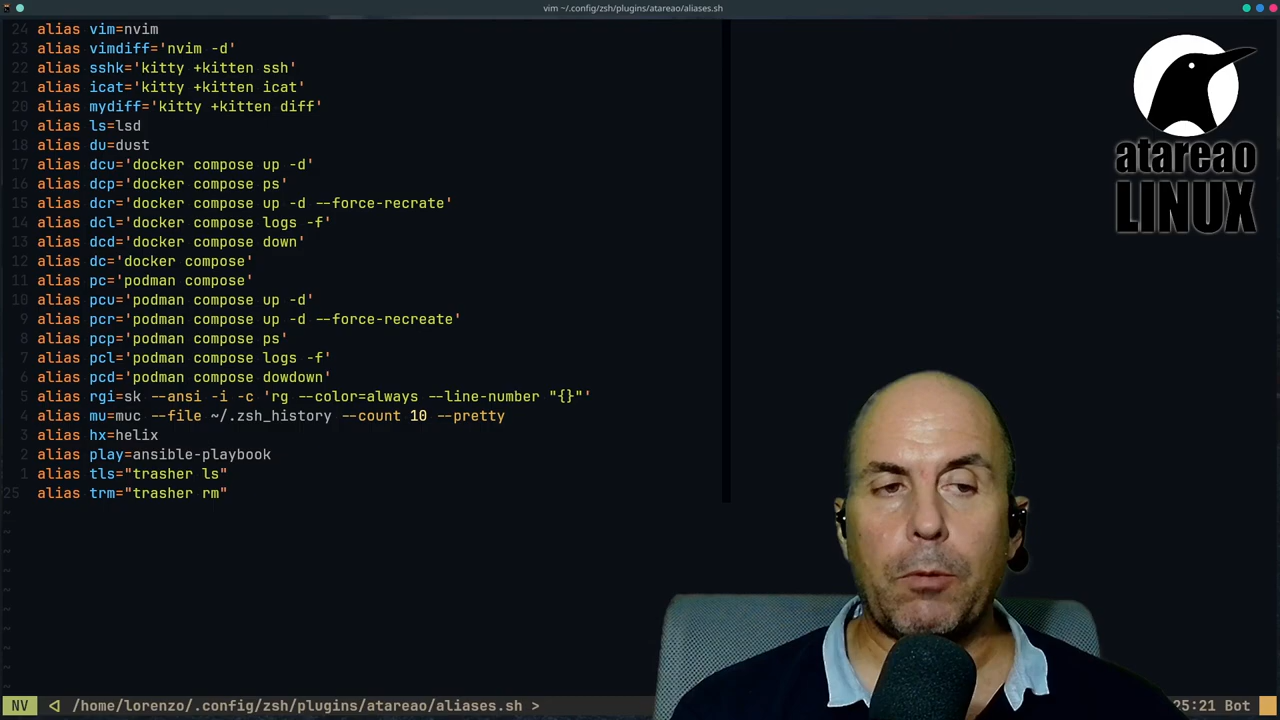 vim ~/.config/zsh/plugins/atareao/aliases.sh
24 alias vim=nvim
23 alias vimdiff='nvim -d'
22 alias sshk='kitty +kitten ssh'
21 alias icat='kitty +kitten icat'
20 alias mydiff='kitty +kitten diff'
19 alias ls=lsd
18 alias du=dust
17 alias dcu='docker compose up -d'
16 alias dcp='docker compose ps'
15 alias dcr='docker compose up -d --force-recrate'
14 alias dcl='docker compose logs -f'
13 alias dcd='docker compose down'
12 alias dc='docker compose'
11 alias pc='podman compose'
10 alias pcu='podman compose up -d'
9 alias pcr='podman compose up -d --force-recreate'
8 alias pcp='podman compose ps'
7 alias pcl='podman compose logs -f'
6 alias pcd='podman compose dowdown'
5 alias rgi=sk --ansi -i -c 'rg --color=always --line-number "{}"'
4 alias mu=muc --file ~/.zsh_history --count 10 --pretty
3 alias hx=helix
2 alias play=ansible-playbook
1 alias tls="trasher ls"
25 alias trm="trasher rm"
atareao
LINUX
NV /home/lorenzo/.config/zsh/plugins/atareao/aliases.sh > 25:21 Bot